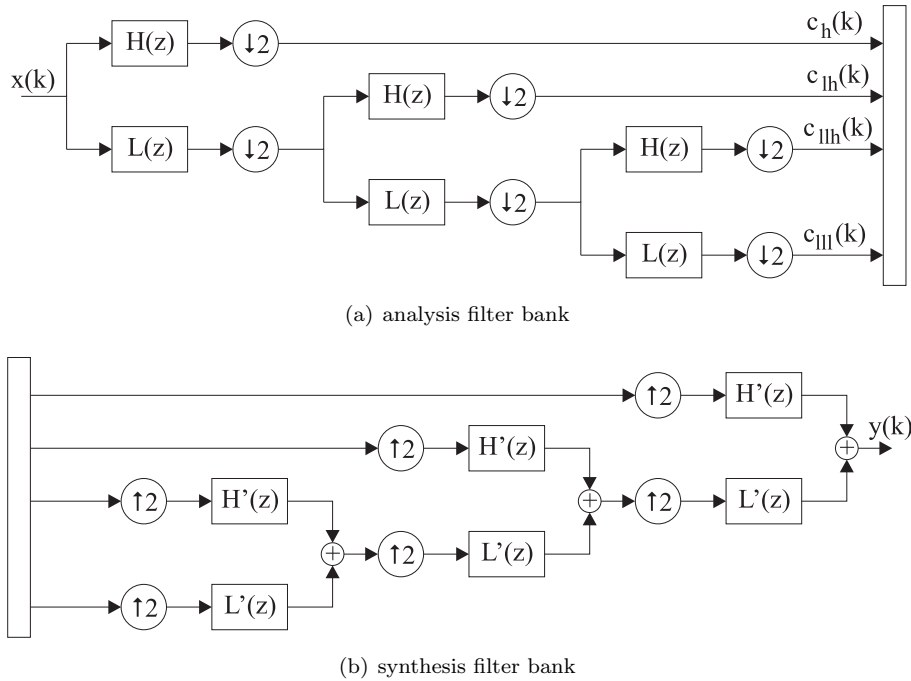 H(z) ↓2 c_h(k)
x(k) H(z) ↓2 c_lh(k)
L(z) ↓2 H(z) ↓2 c_llh(k)
L(z) ↓2
L(z) ↓2 c_lll(k)
(a) analysis filter bank
↑2 H'(z)
↑2 H'(z) + y(k)
↑2 H'(z) + ↑2 L'(z)
+ ↑2 L'(z)
↑2 L'(z)
(b) synthesis filter bank